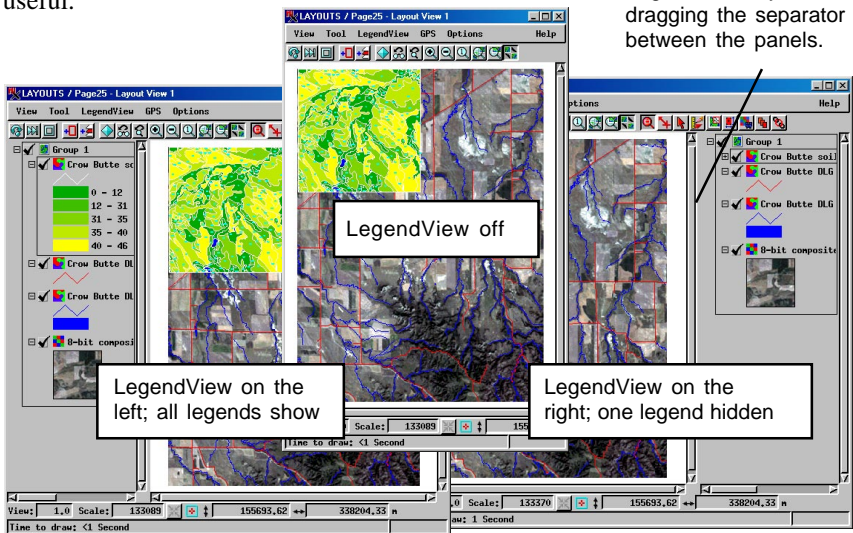 useful.
dragging the separator
between the panels.
LAYOUTS / Page25 - Layout View 1
View Tool LegendView GPS Options Help
LegendView off
Scale: 133089
Time to draw: <1 Second
LAYOUTS / Page25 - Layout View 1
View Tool LegendView GPS Options
Group 1
Crow Butte so
0 - 12
12 - 31
31 - 35
35 - 40
40 - 46
Crow Butte DL
Crow Butte DL
8-bit composi
LegendView on the
left; all legends show
View: 1.0 Scale: 133089 155693.62 338204.33 m
Time to draw: <1 Second
ptions Help
Group 1
Crow Butte soil
Crow Butte DLG
Crow Butte DLG
8-bit composite
LegendView on the
right; one legend hidden
.0 Scale: 133370 155693.62 338204.33 m
aw: 1 Second